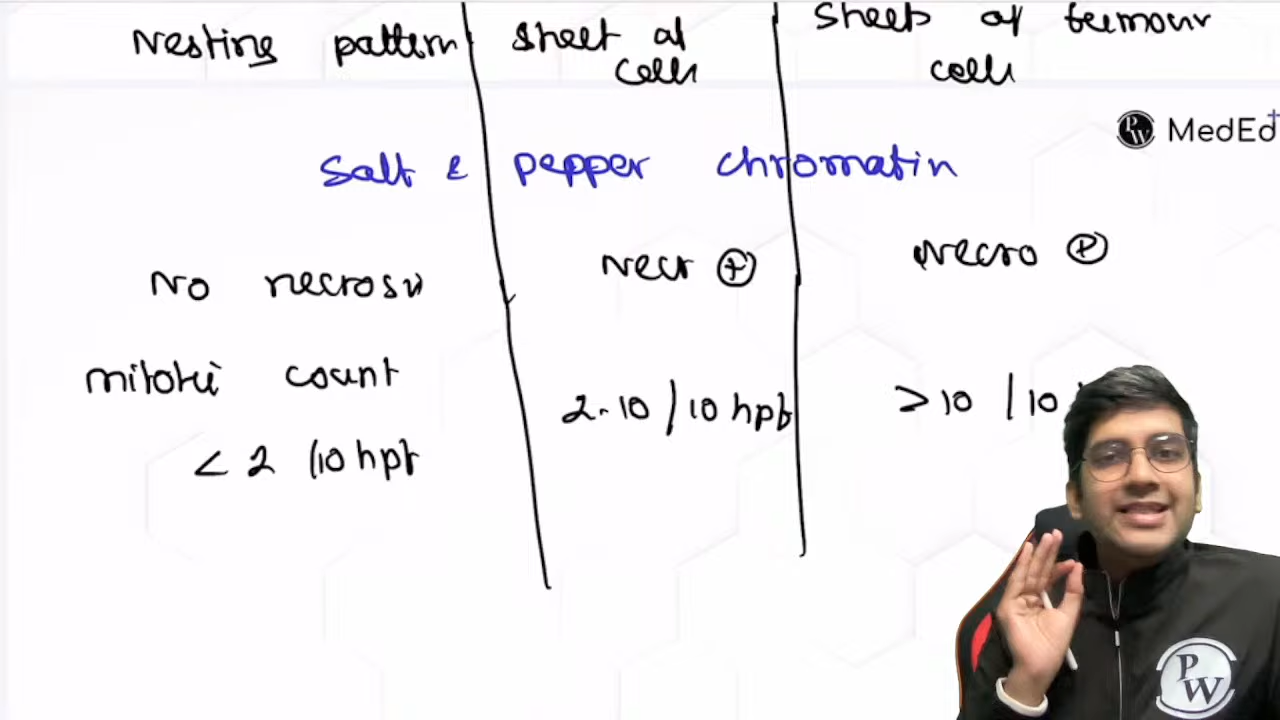 Nesting pattern
sheet of cells
sheets of tumour cells
PW MedEd
salt & pepper chromatin
No necrosis
Necr +
Necro +
mitotic count
< 2 /10 hpf
2-10 / 10 hpf
>10 / 10
PW